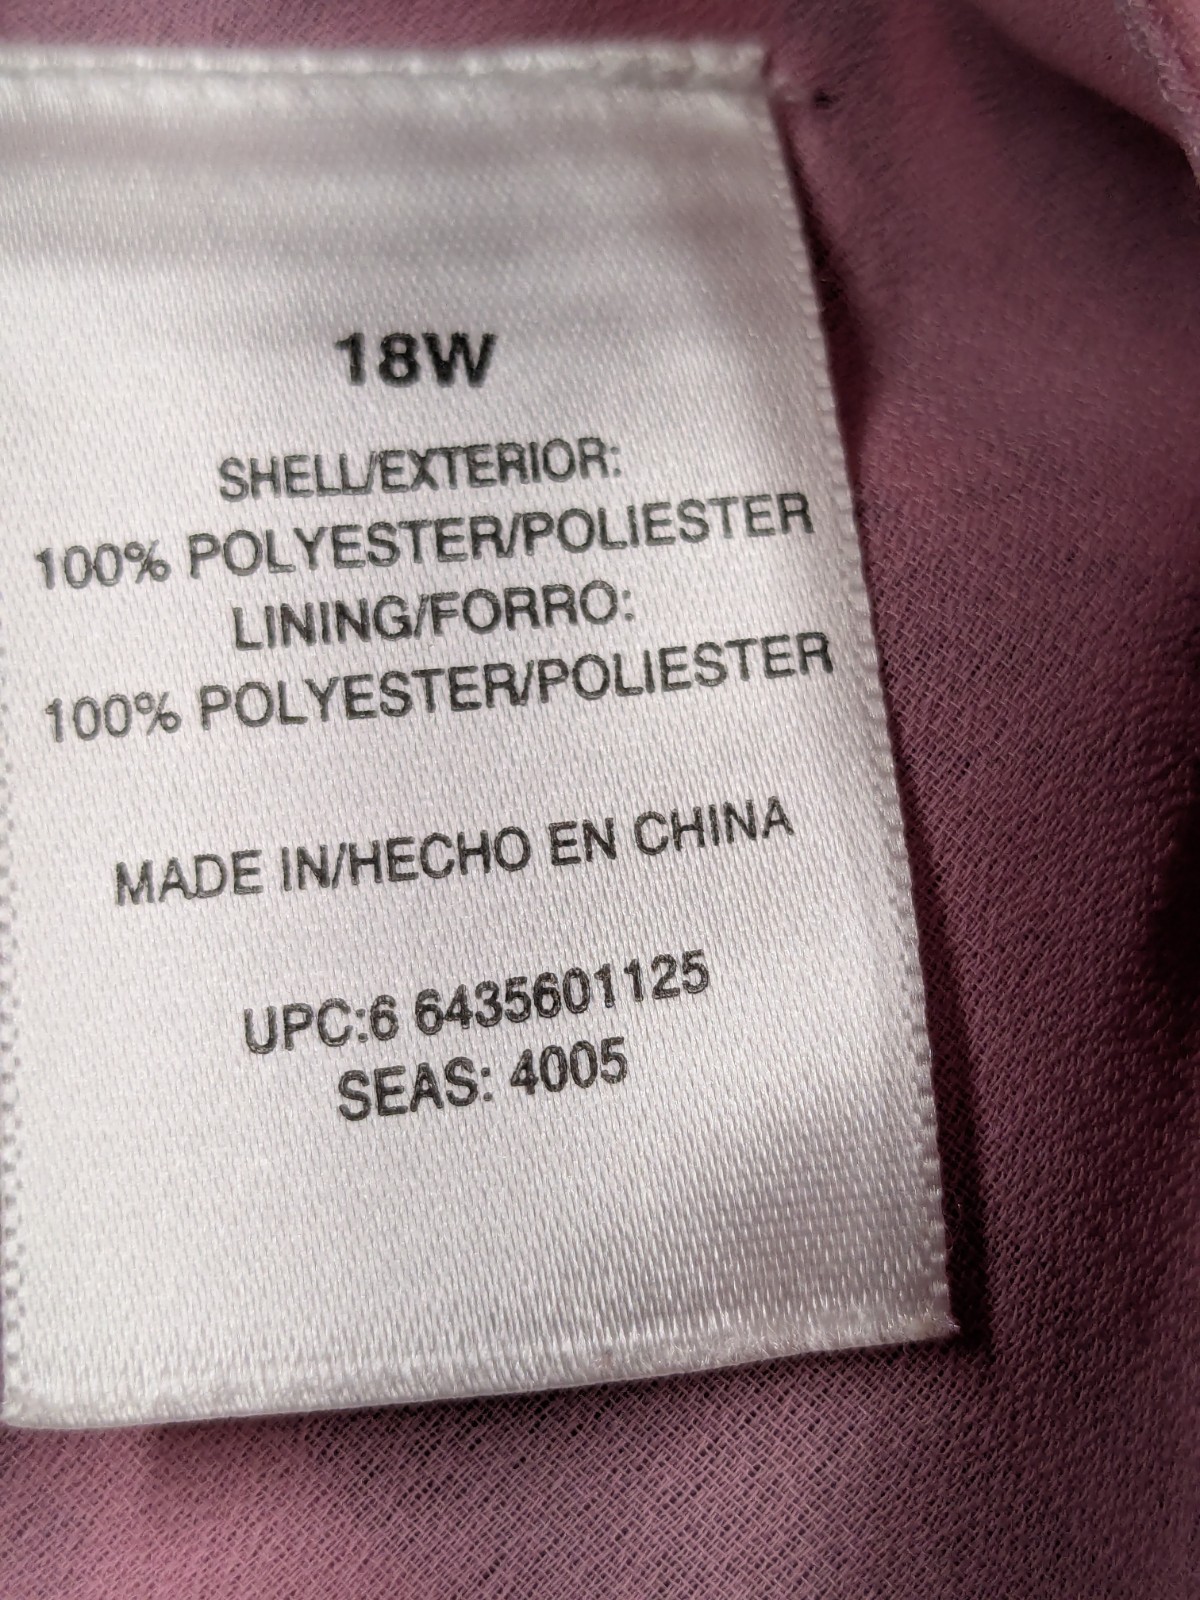 18W
SHELL/EXTERIOR:
100% POLYESTER/POLIESTER
LINING/FORRO:
100% POLYESTER/POLIESTER
MADE IN/HECHO EN CHINA
UPC:6 6435601125
SEAS: 4005